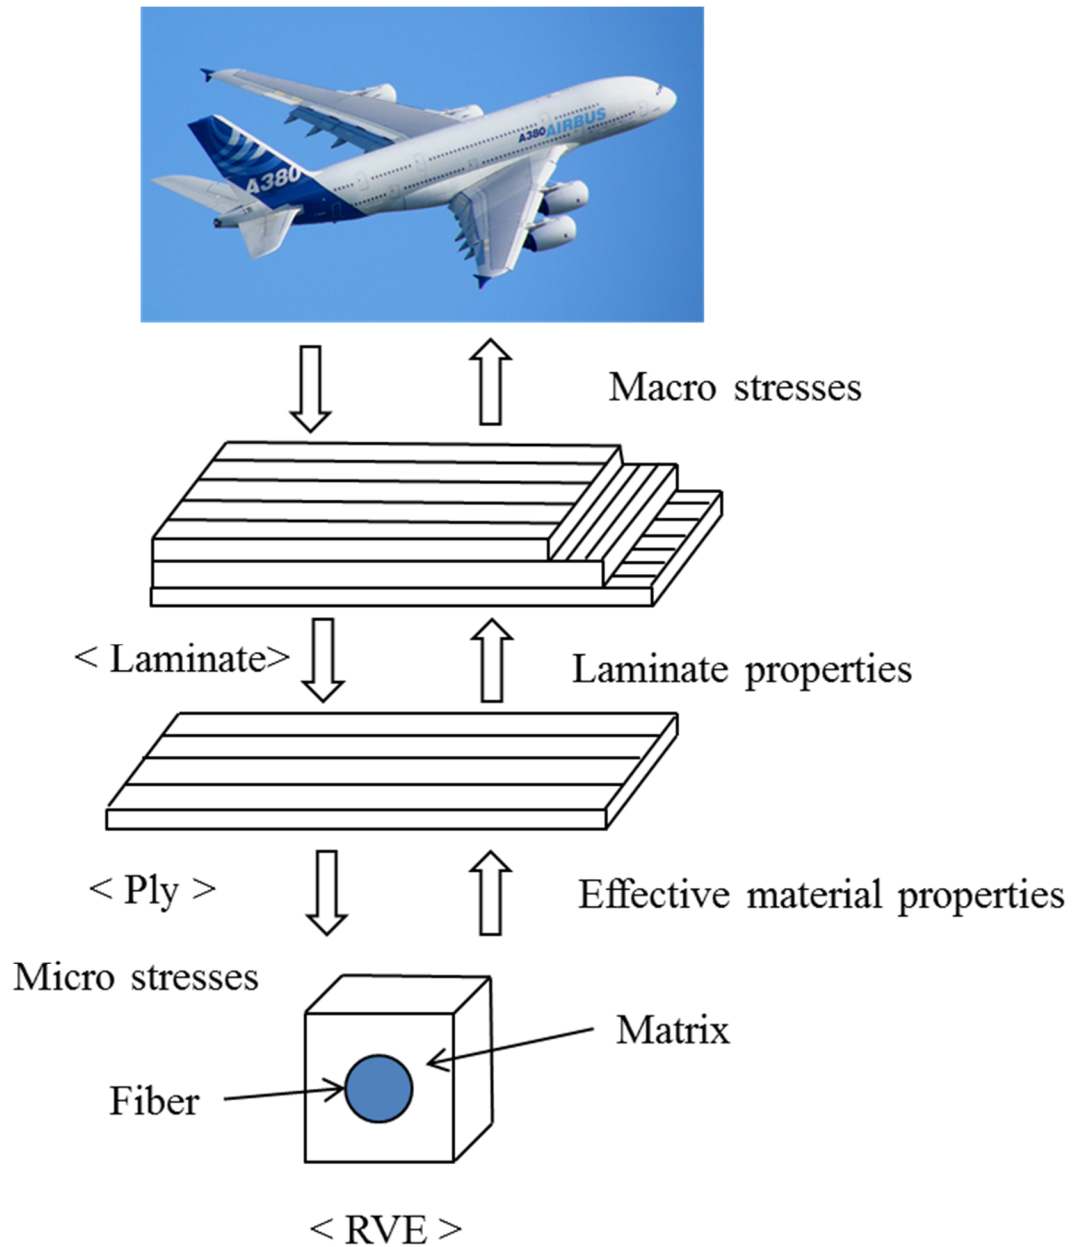 A380 AIRBUS
A380
Macro stresses
< Laminate>
Laminate properties
< Ply >
Effective material properties
Micro stresses
Matrix
Fiber
< RVE >